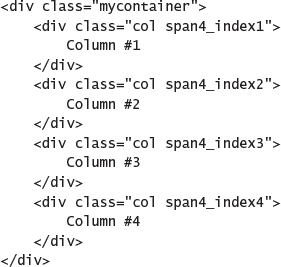 <div class="mycontainer">
    <div class="col span4_index1">
        Column #1
    </div>
    <div class="col span4_index2">
        Column #2
    </div>
    <div class="col span4_index3">
        Column #3
    </div>
    <div class="col span4_index4">
        Column #4
    </div>
</div>